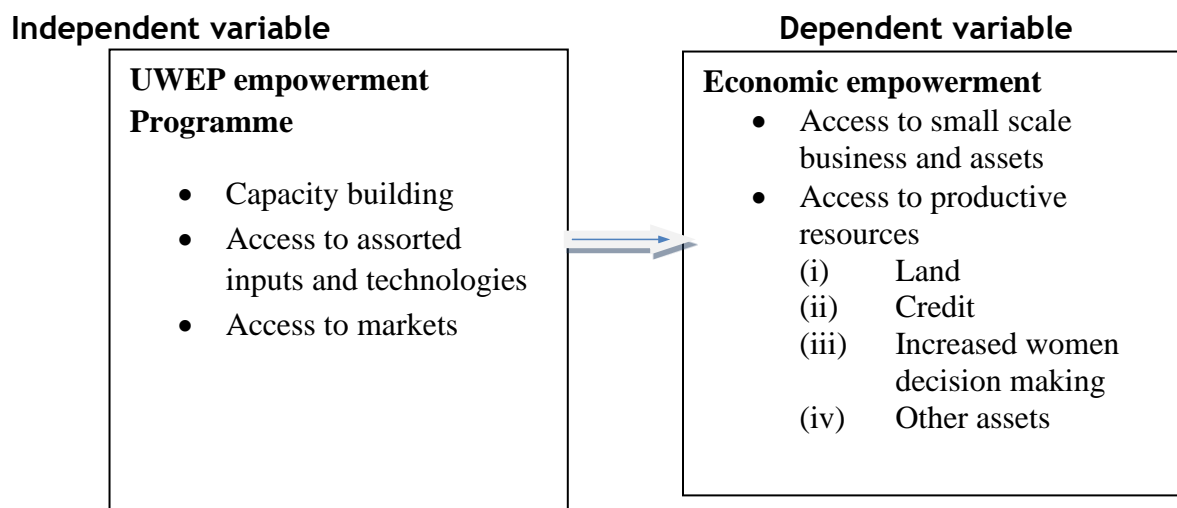 Independent variable
Dependent variable
UWEP empowerment
Programme
• Capacity building
• Access to assorted
inputs and technologies
• Access to markets
Economic empowerment
• Access to small scale
business and assets
• Access to productive
resources
(i) Land
(ii) Credit
(iii) Increased women
decision making
(iv) Other assets